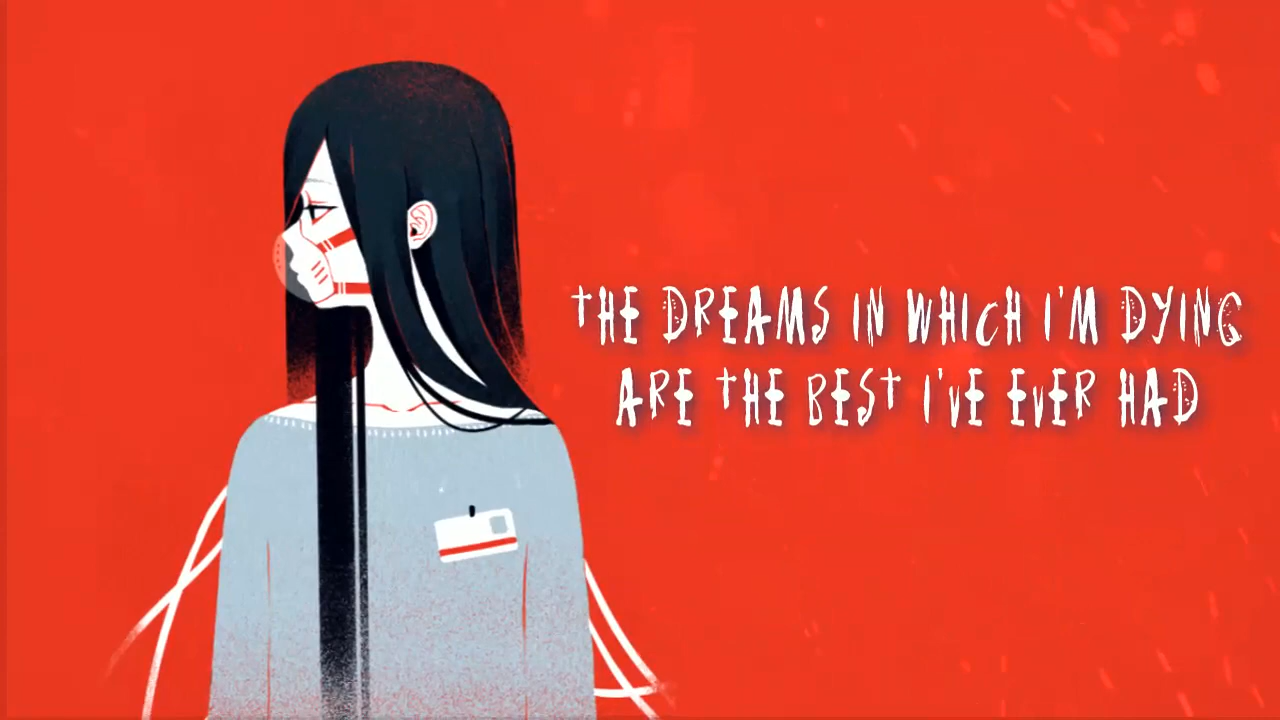 THE DREAMS IN WHICH I'M DYING
ARE THE BEST I'VE EVER HAD